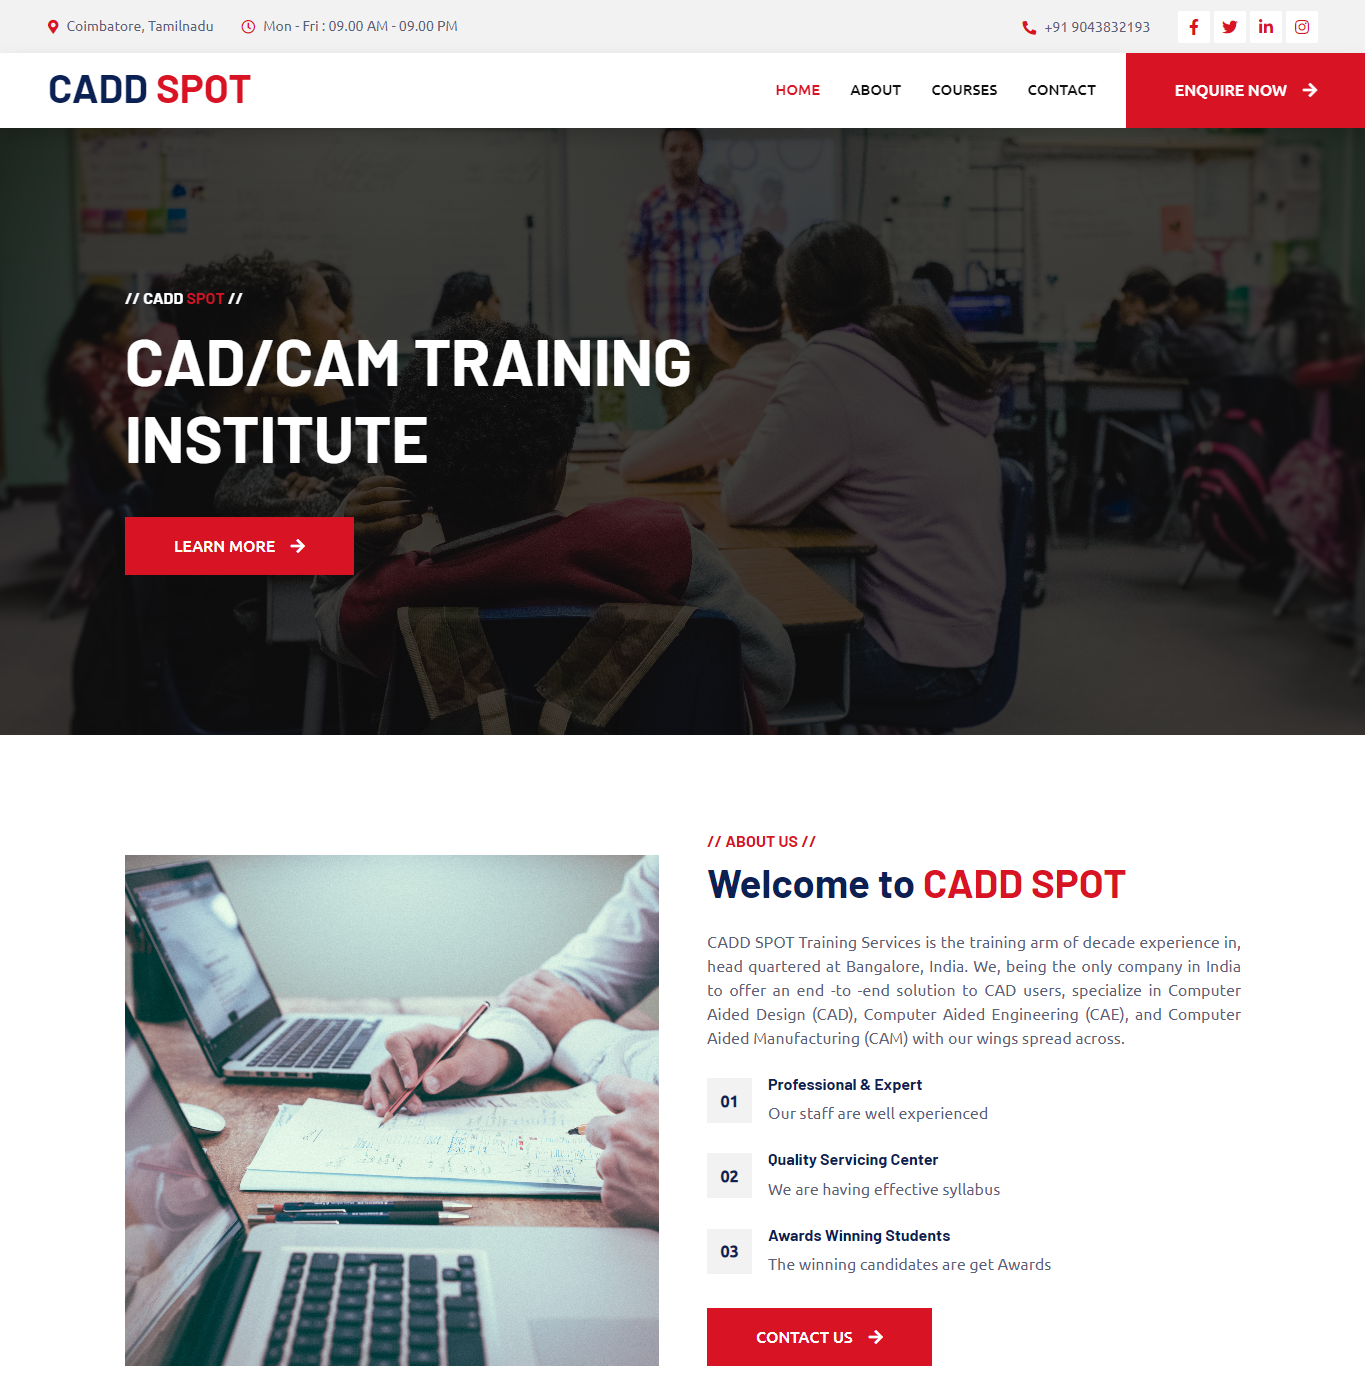 Coimbatore, Tamilnadu
Mon - Fri : 09.00 AM - 09.00 PM
+91 9043832193
CADD SPOT
HOME
ABOUT
COURSES
CONTACT
ENQUIRE NOW
// CADD SPOT //
CAD/CAM TRAINING
INSTITUTE
LEARN MORE
// ABOUT US //
Welcome to CADD SPOT
CADD SPOT Training Services is the training arm of decade experience in,
head quartered at Bangalore, India. We, being the only company in India
to offer an end -to -end solution to CAD users, specialize in Computer
Aided Design (CAD), Computer Aided Engineering (CAE), and Computer
Aided Manufacturing (CAM) with our wings spread across.
01
Professional & Expert
Our staff are well experienced
02
Quality Servicing Center
We are having effective syllabus
03
Awards Winning Students
The winning candidates are get Awards
CONTACT US